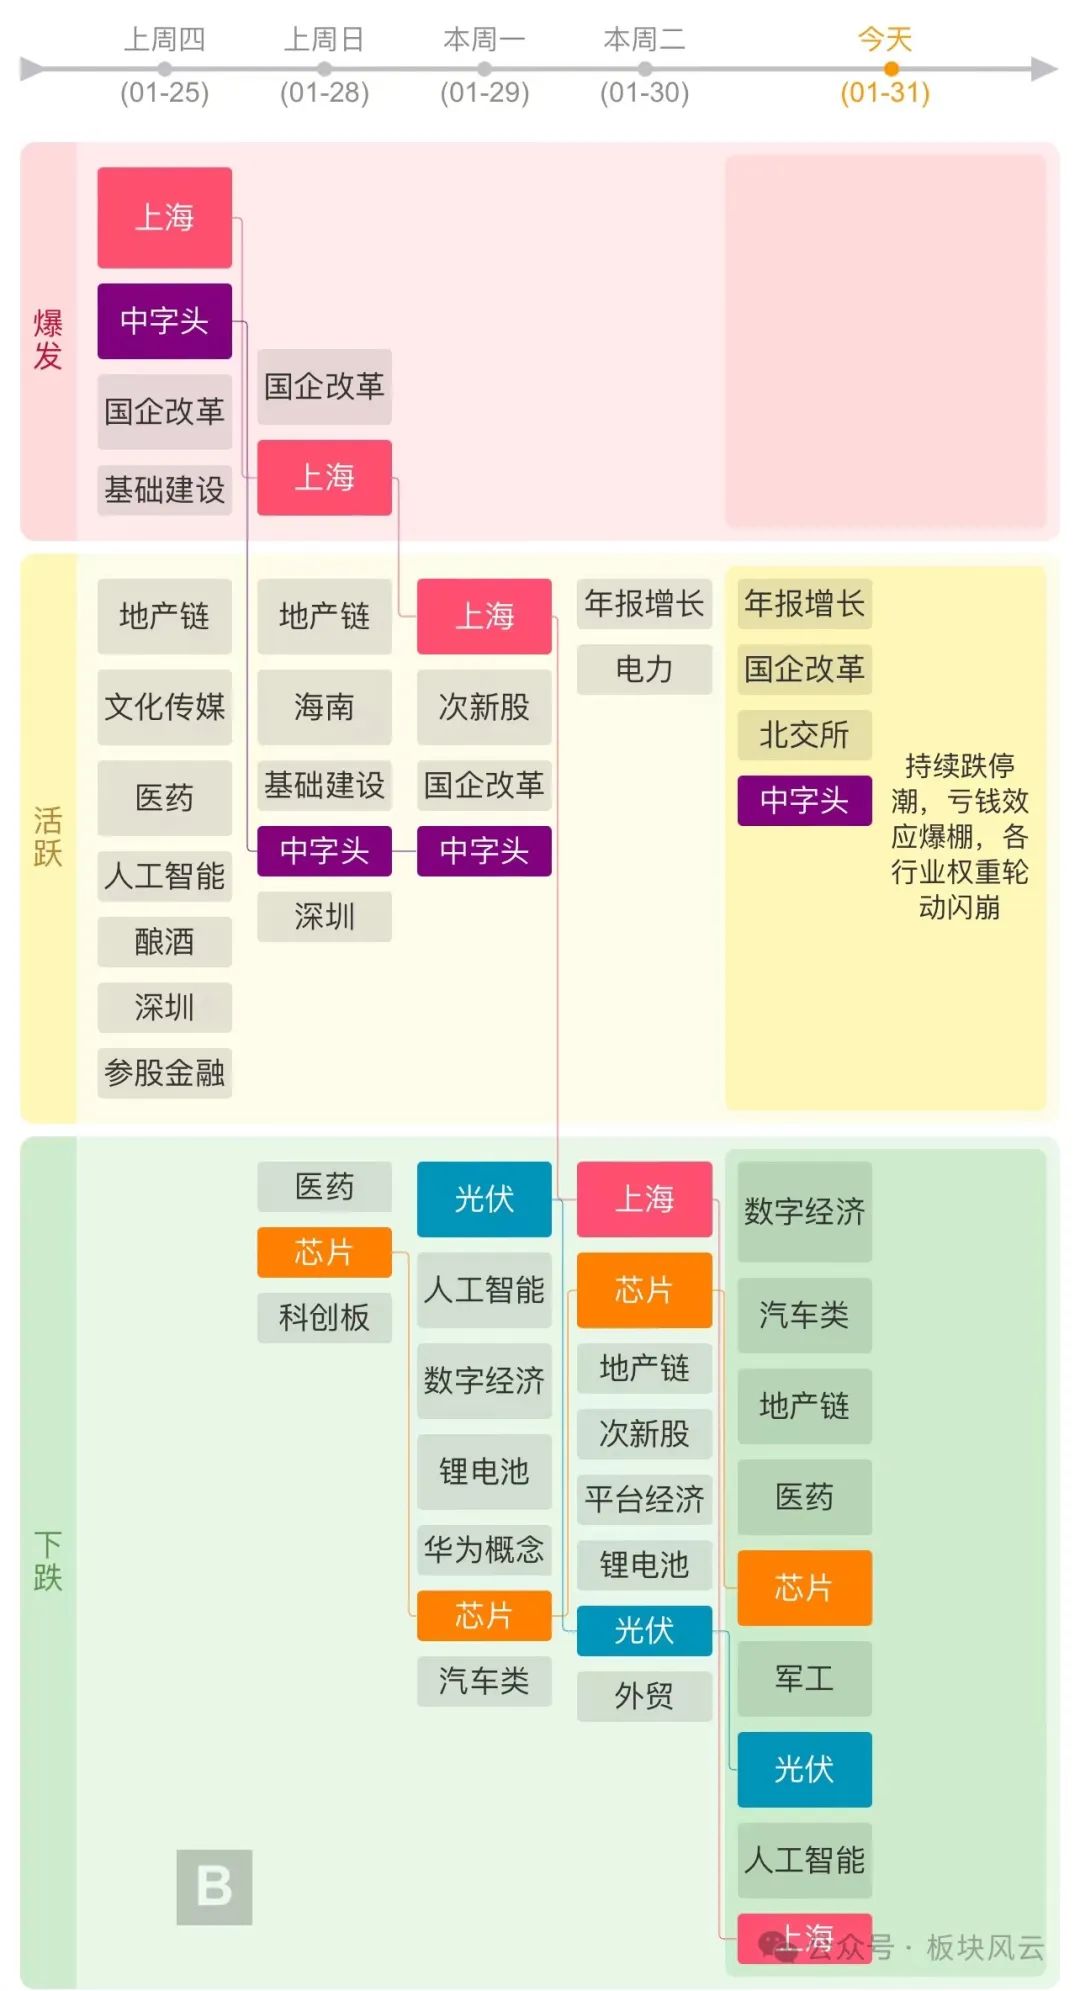 上周四
上周日
本周一
本周二
今天
(01-25)
(01-28)
(01-29)
(01-30)
(01-31)
爆发
上海
中字头
国企改革
基础建设
国企改革
上海
活跃
地产链
文化传媒
医药
人工智能
酿酒
深圳
参股金融
地产链
海南
基础建设
中字头
深圳
上海
次新股
国企改革
中字头
年报增长
电力
年报增长
国企改革
北交所
中字头
持续跌停
潮，亏钱效
应爆棚，各
行业权重轮
动闪崩
下跌
医药
芯片
科创板
光伏
人工智能
数字经济
锂电池
华为概念
芯片
汽车类
上海
芯片
地产链
次新股
平台经济
锂电池
光伏
外贸
数字经济
汽车类
地产链
医药
芯片
军工
光伏
人工智能
上海
B
公众号 · 板块风云